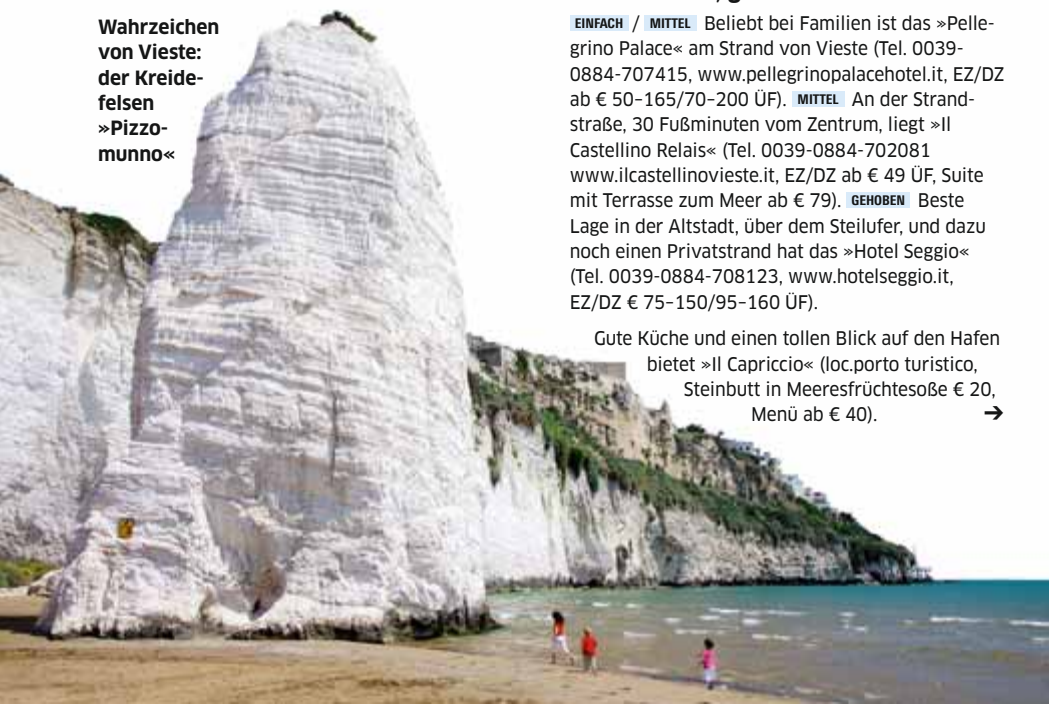 Wahrzeichen
von Vieste:
der Kreide-
felsen
»Pizzo-
munno«
EINFACH / MITTEL Beliebt bei Familien ist das »Pelle-
grino Palace« am Strand von Vieste (Tel. 0039-
0884-707415, www.pellegrinopalacehotel.it, EZ/DZ
ab € 50–165/70–200 ÜF). MITTEL An der Strand-
straße, 30 Fußminuten vom Zentrum, liegt »Il
Castellino Relais« (Tel. 0039-0884-702081
www.ilcastellinovieste.it, EZ/DZ ab € 49 ÜF, Suite
mit Terrasse zum Meer ab € 79). GEHOBEN Beste
Lage in der Altstadt, über dem Steilufer, und dazu
noch einen Privatstrand hat das »Hotel Seggio«
(Tel. 0039-0884-708123, www.hotelseggio.it,
EZ/DZ € 75–150/95–160 ÜF).
Gute Küche und einen tollen Blick auf den Hafen
bietet »Il Capriccio« (loc.porto turistico,
Steinbutt in Meeresfrüchtesoße € 20,
Menü ab € 40). ➔